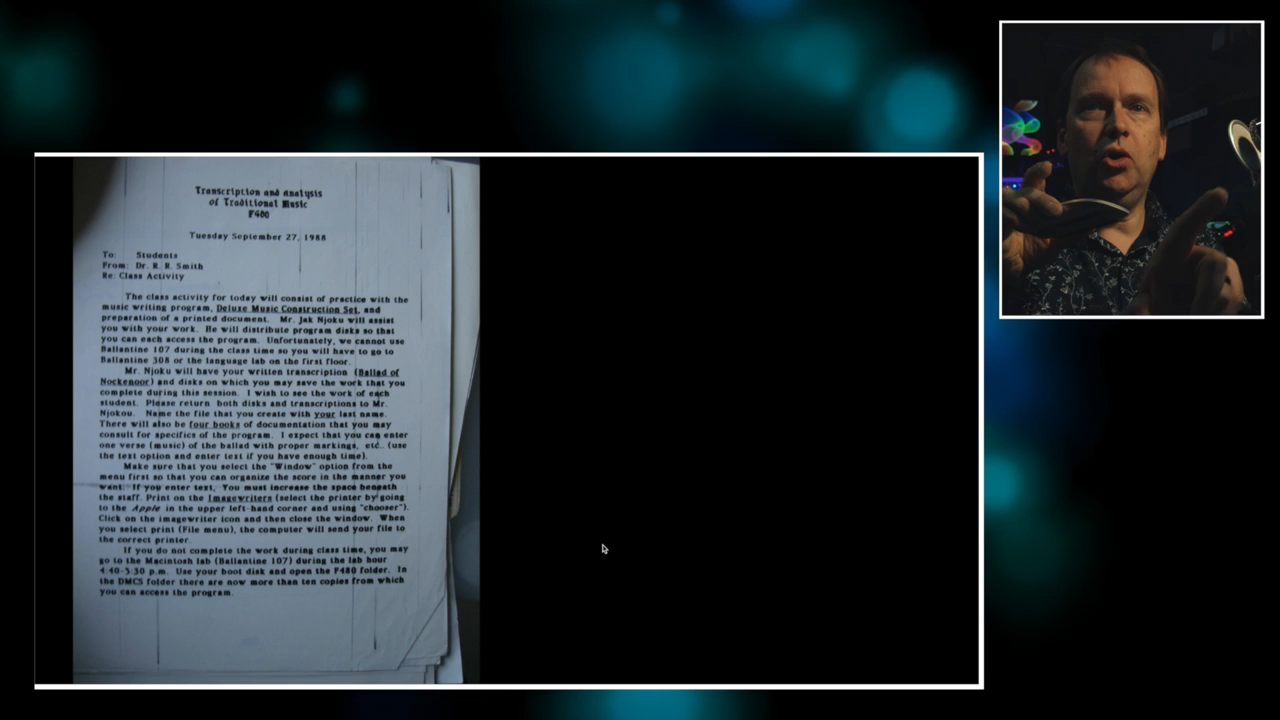 Transcription and Analysis
of Traditional Music
F400
Tuesday September 27, 1988
To: Students
From: Dr. R. R. Smith
Re: Class Activity
The class activity for today will consist of practice with the
music writing program, Deluxe Music Construction Set, and
preparation of a printed document. Mr. Jak Njoku will assist
you with your work. He will distribute program disks so that
you can each access the program. Unfortunately, we cannot use
Ballantine 107 during the class time so you will have to go to
Ballantine 308 or the language lab on the first floor.
Mr. Njoku will have your written transcription (Ballad of
Nockenoor) and disks on which you may save the work that you
complete during this session. I wish to see the work of each
student. Please return both disks and transcriptions to Mr.
Njokou. Name the file that you create with your last name.
There will also be four books of documentation that you may
consult for specifics of the program. I expect that you can enter
one verse (music) of the ballad with proper markings, etc. (use
the text option and enter text if you have enough time).
Make sure that you select the "Window" option from the
menu first so that you can organize the score in the manner you
want. If you enter text, You must increase the space beneath
the staff. Print on the Imagewriters (select the printer by going
to the Apple in the upper left-hand corner and using "chooser").
Click on the imagewriter icon and then close the window. When
you select print (File menu), the computer will send your file to
the correct printer.
If you do not complete the work during class time, you may
go to the Macintosh lab (Ballantine 107) during the lab hour
4:40-5:30 p.m. Use your boot disk and open the F480 folder. In
the DMCS folder there are now more than ten copies from which
you can access the program.